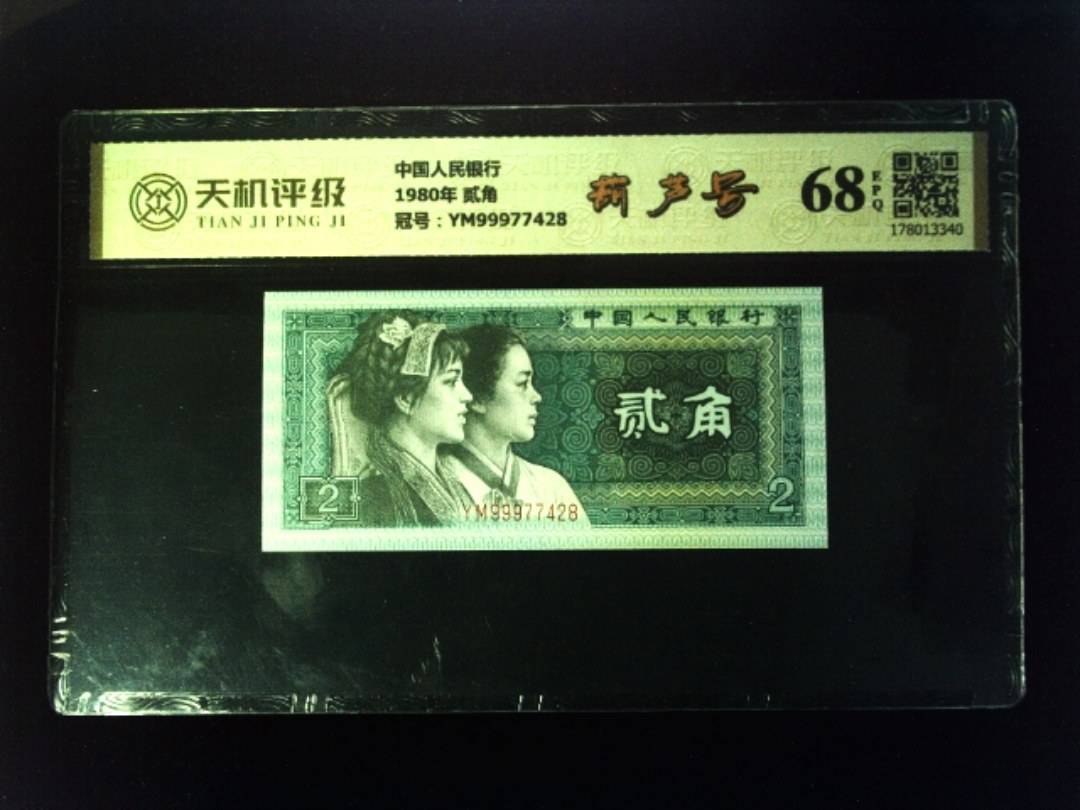 天机评级
TIAN JI PING JI
中国人民银行
1980年 贰角
冠号：YM99977428
葫芦号
68
EPQ
178013340
中国人民银行
贰角
2
2
YM99977428